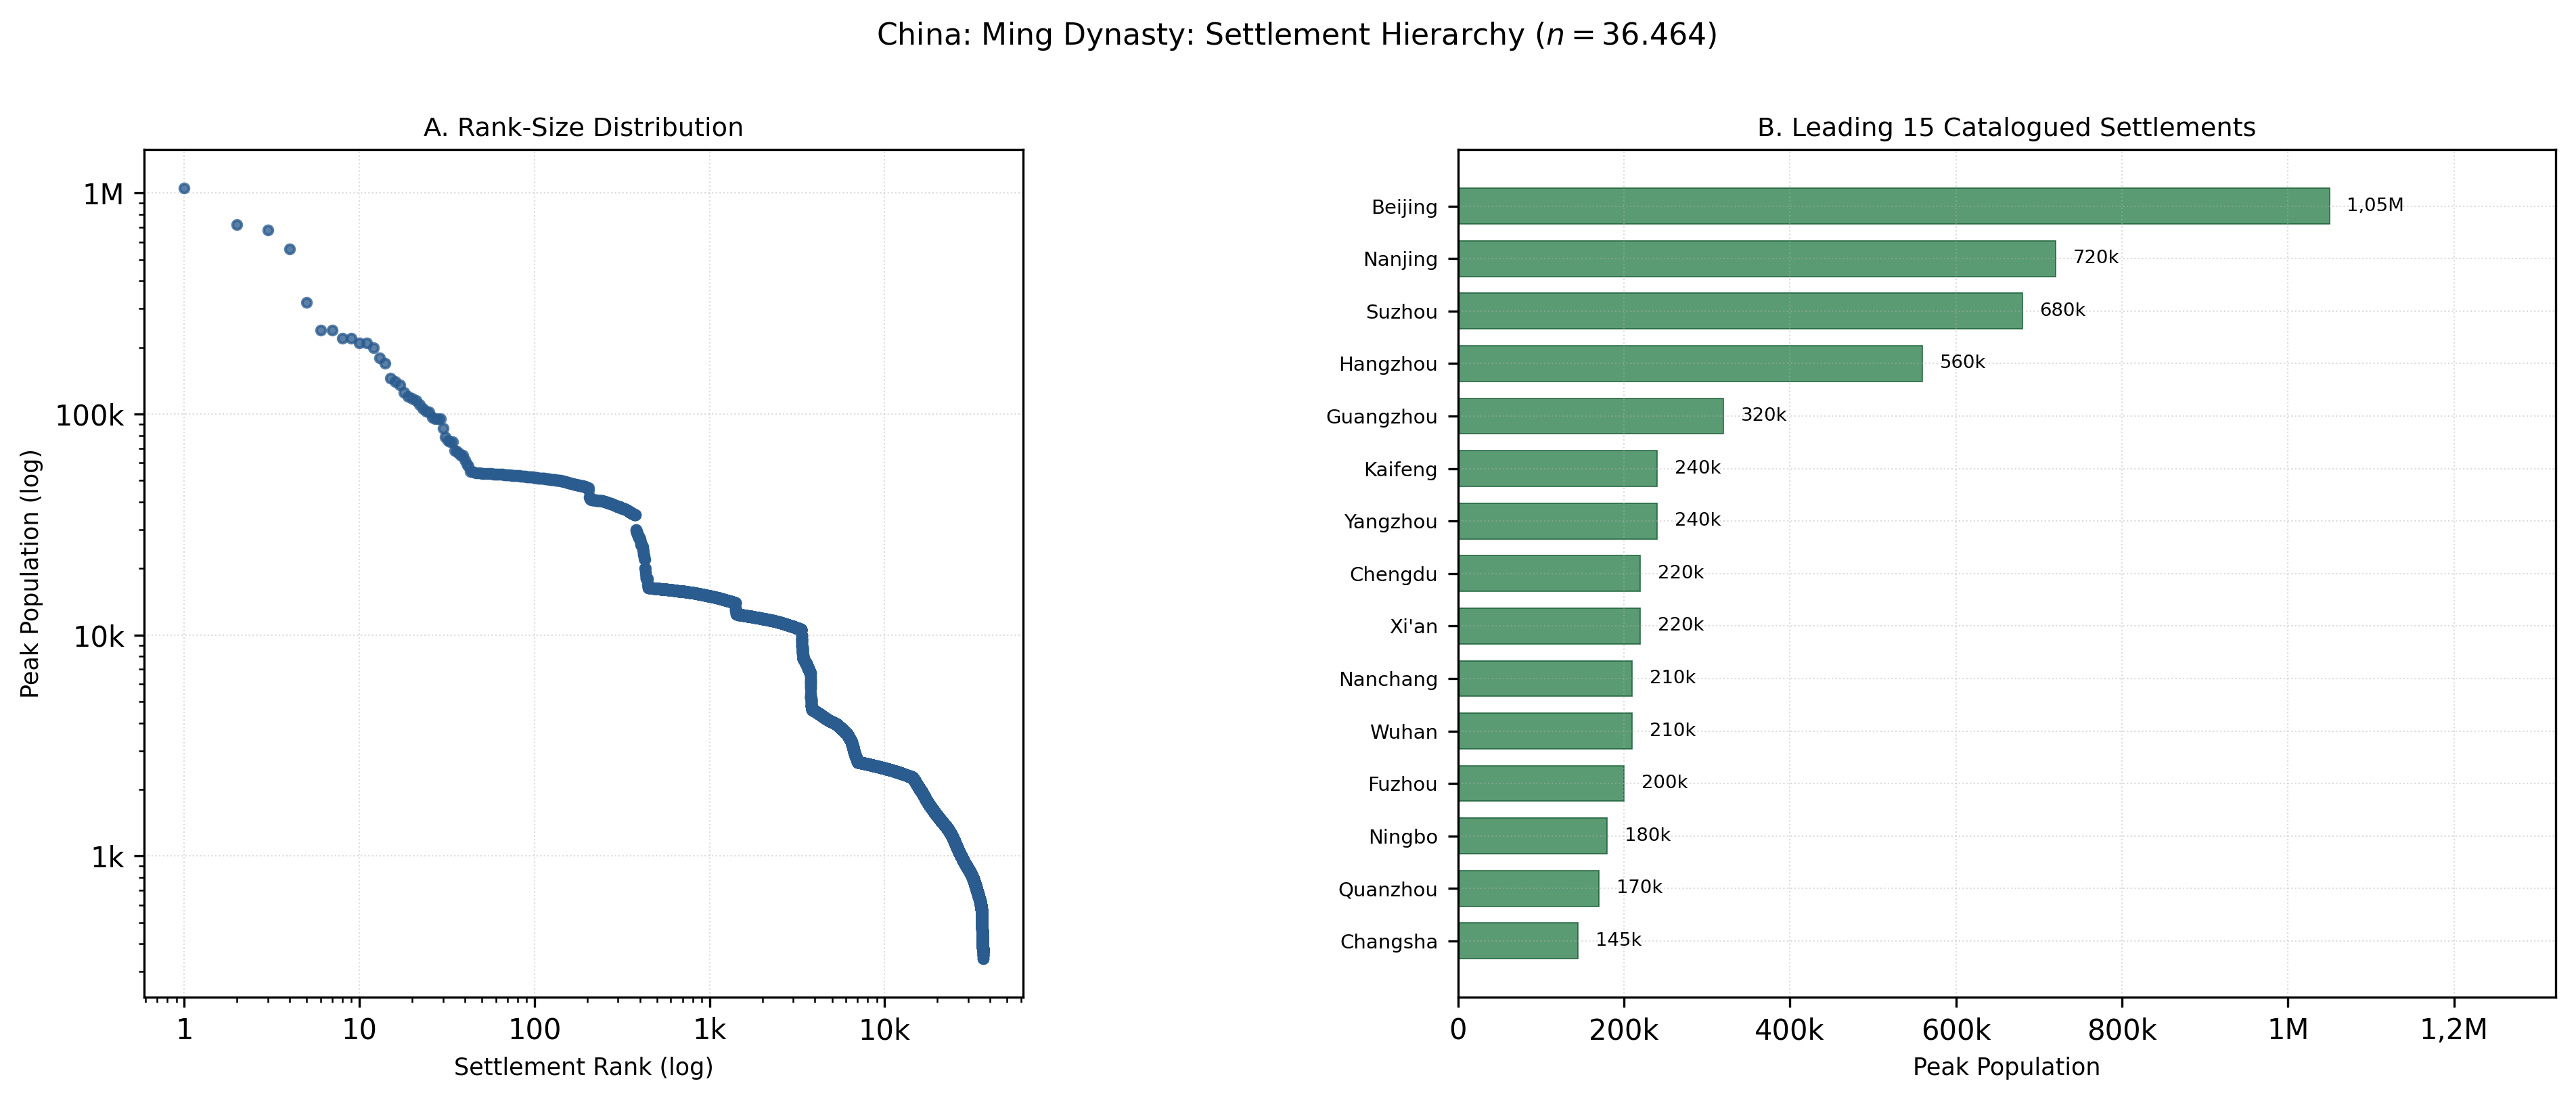 China: Ming Dynasty: Settlement Hierarchy (n = 36.464)
A. Rank-Size Distribution
Peak Population (log)
1M
100k
10k
1k
1 10 100 1k 10k
Settlement Rank (log)
B. Leading 15 Catalogued Settlements
Beijing 1,05M
Nanjing 720k
Suzhou 680k
Hangzhou 560k
Guangzhou 320k
Kaifeng 240k
Yangzhou 240k
Chengdu 220k
Xi'an 220k
Nanchang 210k
Wuhan 210k
Fuzhou 200k
Ningbo 180k
Quanzhou 170k
Changsha 145k
0 200k 400k 600k 800k 1M 1,2M
Peak Population